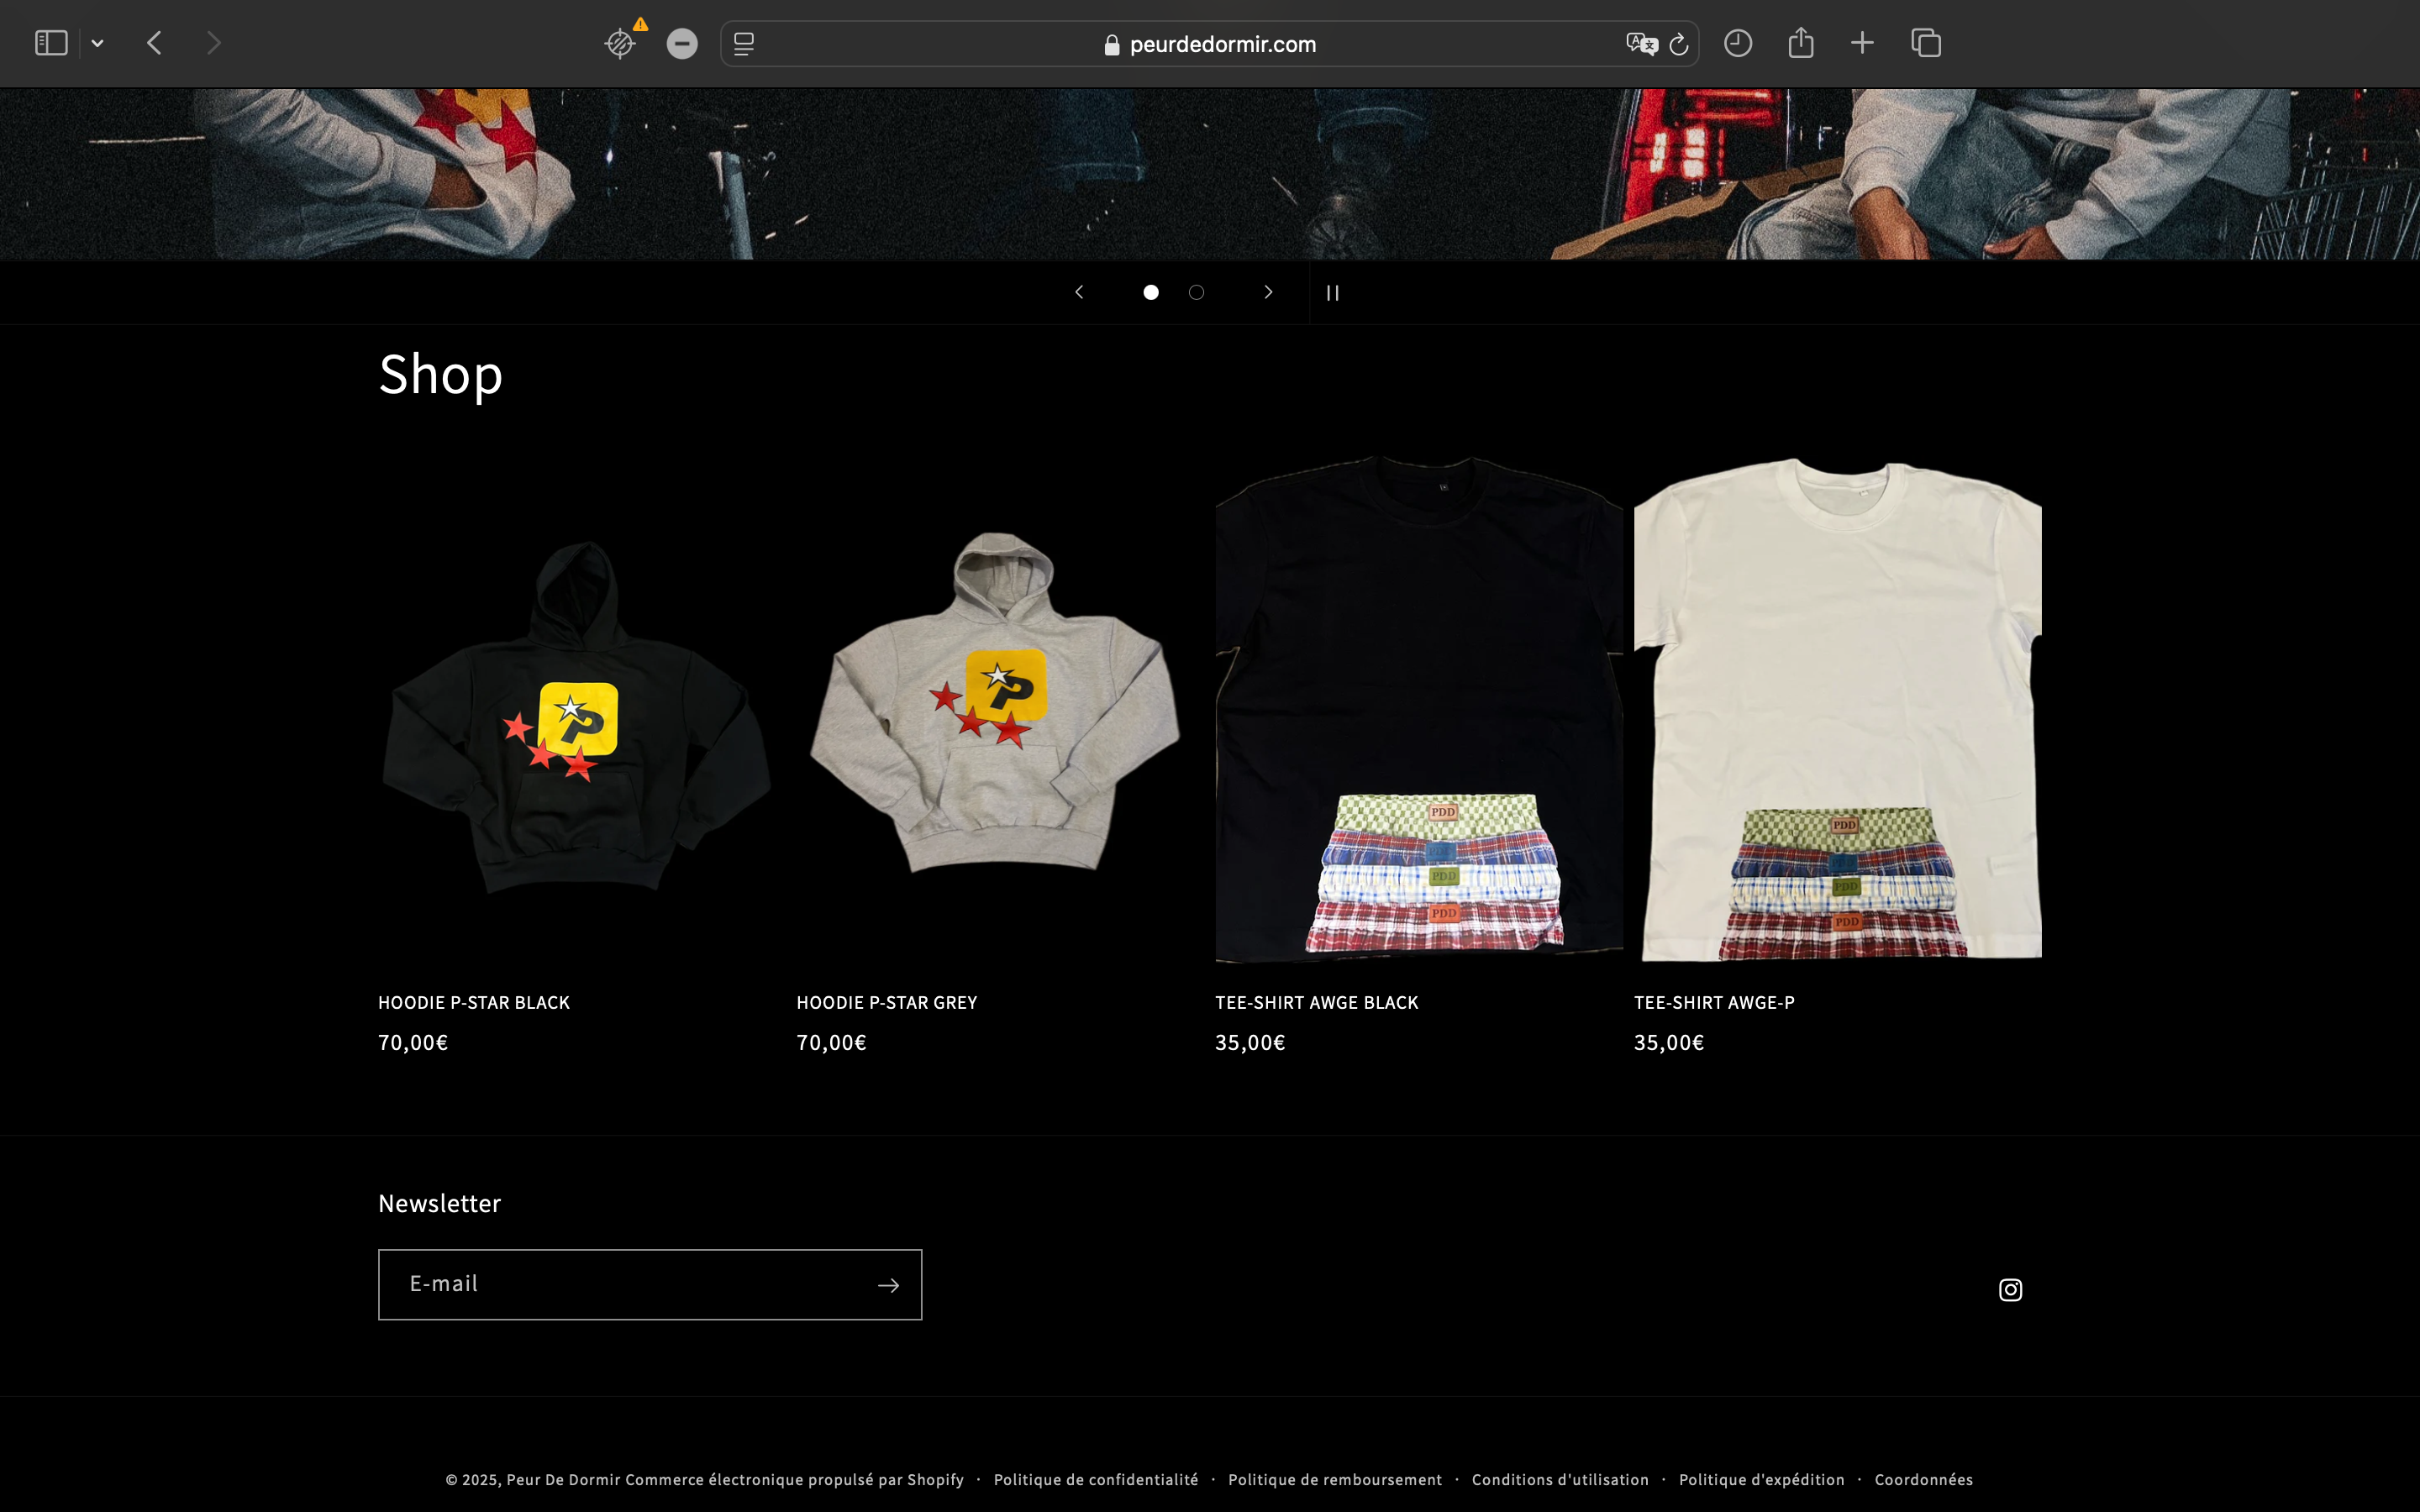 peurdedormir.com
Shop
P
P
PDD
PDD
PDD
PDD
PDD
PDD
HOODIE P-STAR BLACK
70,00€
HOODIE P-STAR GREY
70,00€
TEE-SHIRT AWGE BLACK
35,00€
TEE-SHIRT AWGE-P
35,00€
Newsletter
E-mail
© 2025, Peur De Dormir Commerce électronique propulsé par Shopify · Politique de confidentialité · Politique de remboursement · Conditions d'utilisation · Politique d'expédition · Coordonnées